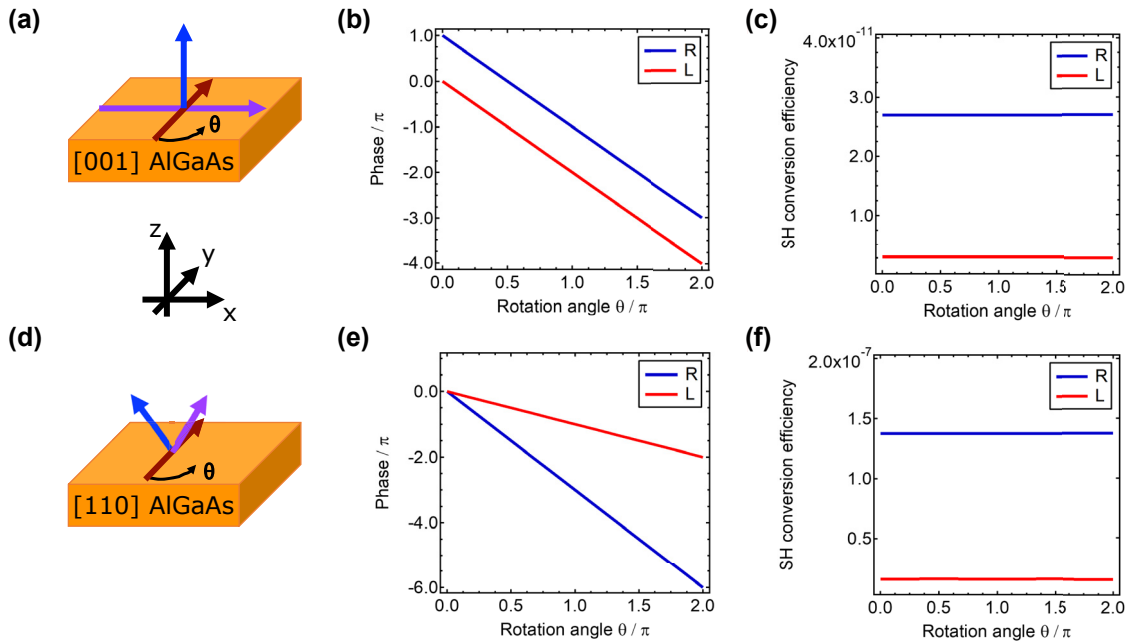 (a)
θ
[001] AlGaAs
z
y
x
(b)
1.0
0.0
-1.0
-2.0
-3.0
-4.0
Phase / π
0.0 0.5 1.0 1.5 2.0
Rotation angle θ / π
R
L
(c)
4.0x10-11
3.0
1.0
SH conversion efficiency
0.0 0.5 1.0 1.5 2.0
Rotation angle θ / π
R
L
(d)
θ
[110] AlGaAs
(e)
0.0
-2.0
-4.0
-6.0
Phase / π
0.0 0.5 1.0 1.5 2.0
Rotation angle θ / π
R
L
(f)
2.0x10-7
1.5
0.5
SH conversion efficiency
0.0 0.5 1.0 1.5 2.0
Rotation angle θ / π
R
L